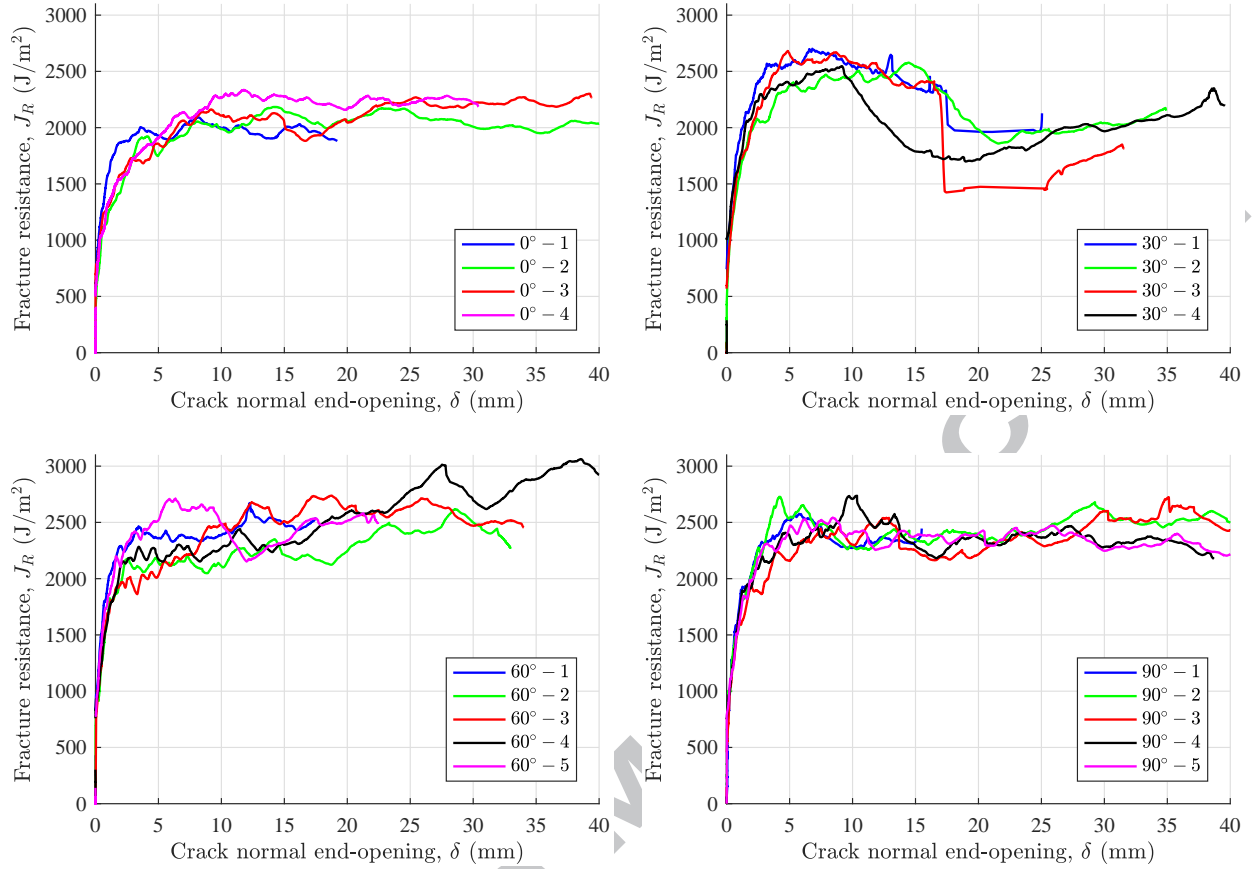 3000
2500
2000
1500
1000
500
0
Fracture resistance, J_R (J/m²)
0° − 1
0° − 2
0° − 3
0° − 4
0 5 10 15 20 25 30 35 40
Crack normal end-opening, δ (mm)
3000
2500
2000
1500
1000
500
0
Fracture resistance, J_R (J/m²)
30° − 1
30° − 2
30° − 3
30° − 4
0 5 10 15 20 25 30 35 40
Crack normal end-opening, δ (mm)
3000
2500
2000
1500
1000
500
0
Fracture resistance, J_R (J/m²)
60° − 1
60° − 2
60° − 3
60° − 4
60° − 5
0 5 10 15 20 25 30 35 40
Crack normal end-opening, δ (mm)
3000
2500
2000
1500
1000
500
0
Fracture resistance, J_R (J/m²)
90° − 1
90° − 2
90° − 3
90° − 4
90° − 5
0 5 10 15 20 25 30 35 40
Crack normal end-opening, δ (mm)